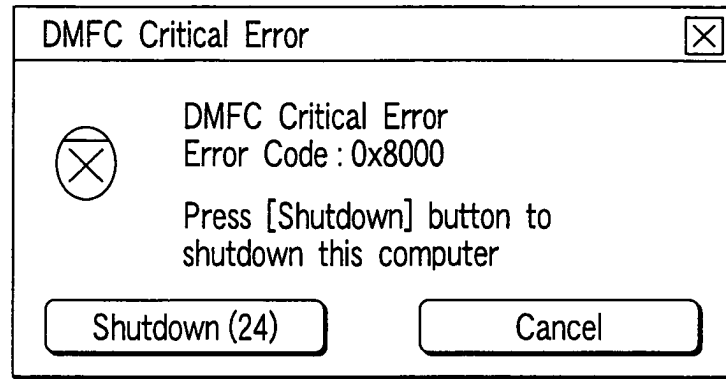 DMFC Critical Error
DMFC Critical Error
Error Code : 0x8000
Press [Shutdown] button to
shutdown this computer
Shutdown (24)
Cancel